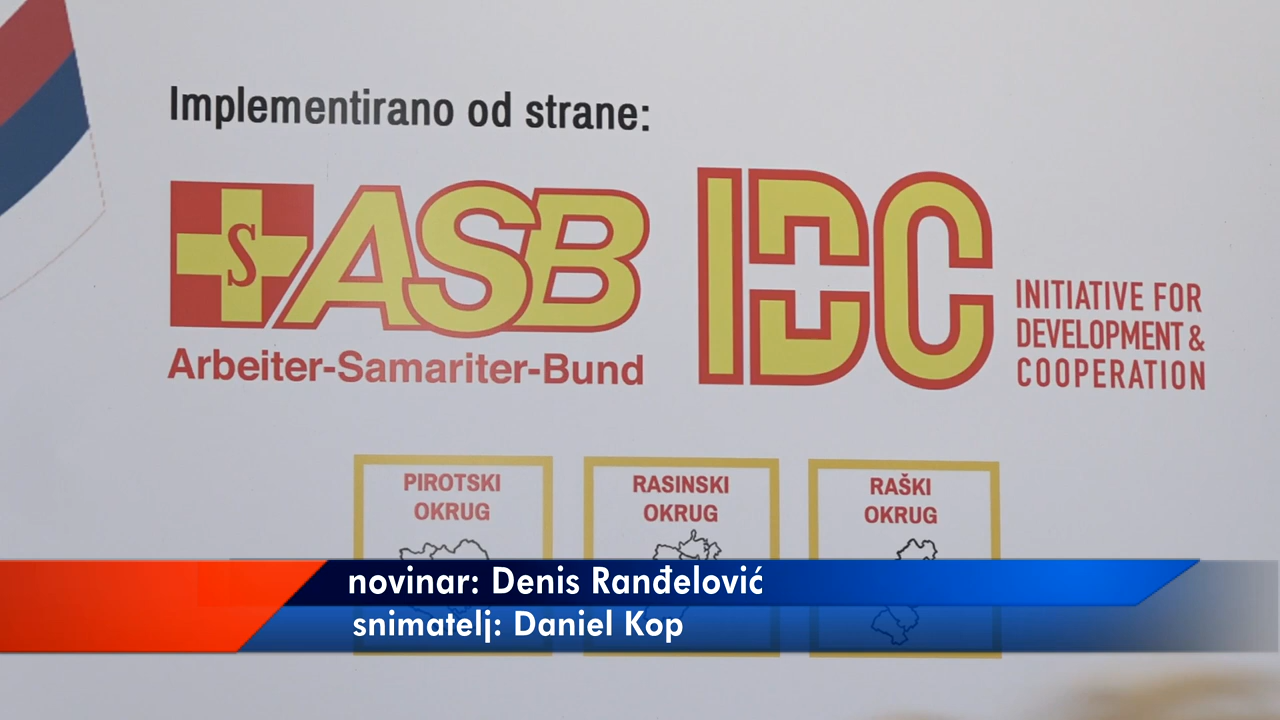 Implementirano od strane:
S ASB
Arbeiter-Samariter-Bund
IDC
INITIATIVE FOR
DEVELOPMENT &
COOPERATION
PIROTSKI
OKRUG
RASINSKI
OKRUG
RAŠKI
OKRUG
novinar: Denis Ranđelović
snimatelj: Daniel Kop